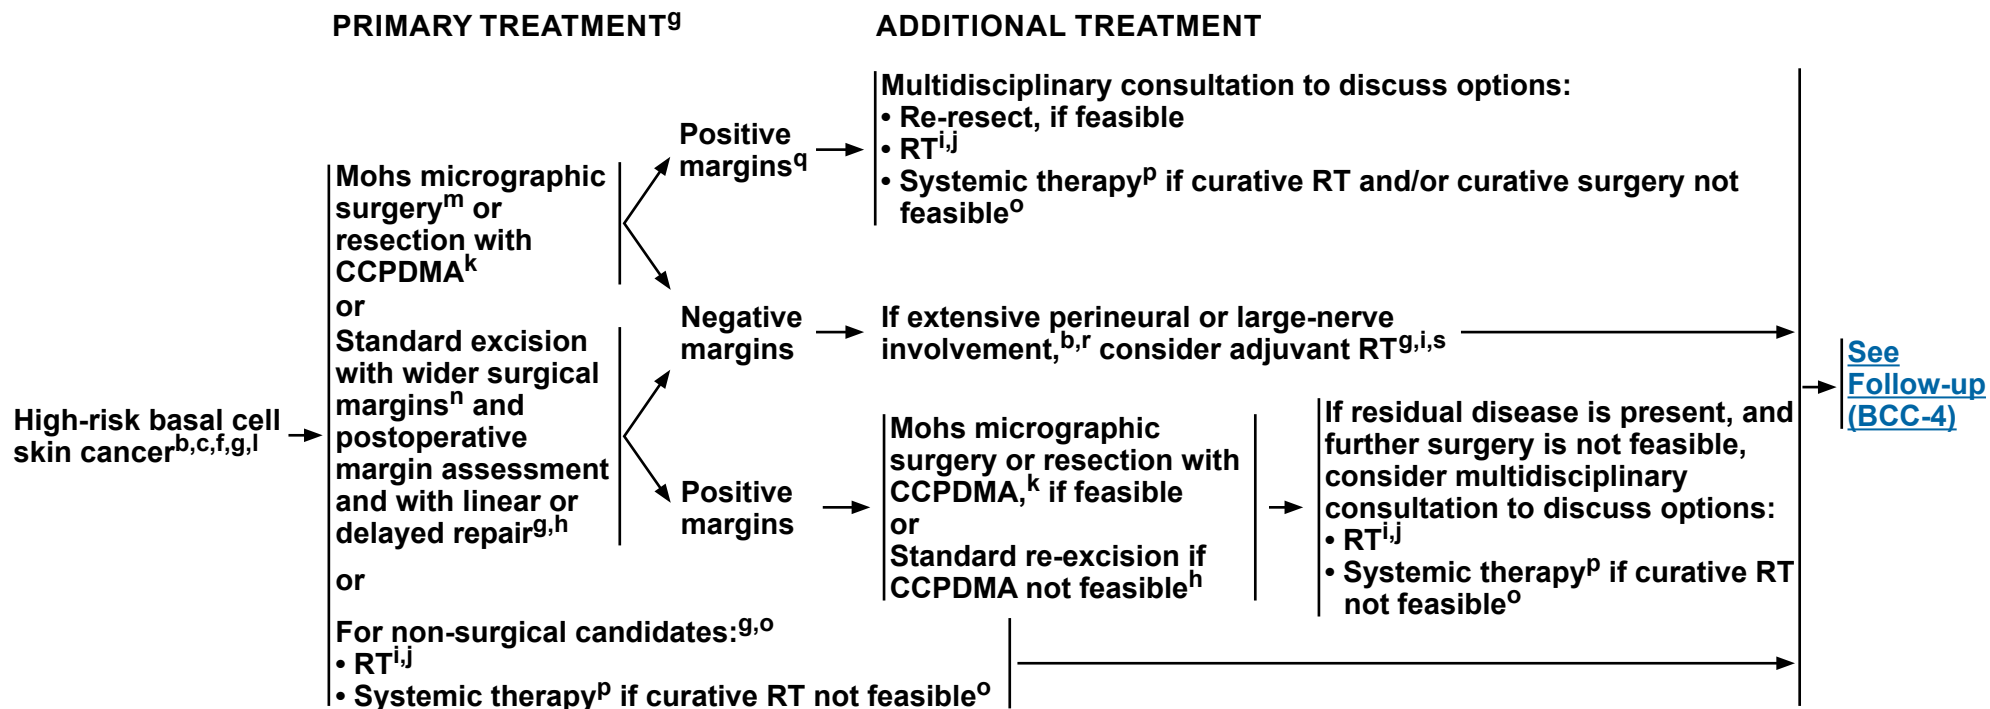 PRIMARY TREATMENTg
ADDITIONAL TREATMENT
High-risk basal cell
skin cancerb,c,f,g,l
Mohs micrographic
surgerym or
resection with
CCPDMAk
or
Standard excision
with wider surgical
marginsn and
postoperative
margin assessment
and with linear or
delayed repairg,h
or
For non-surgical candidates:g,o
• RTi,j
• Systemic therapyp if curative RT not feasibleo
Positive
marginsq
Multidisciplinary consultation to discuss options:
• Re-resect, if feasible
• RTi,j
• Systemic therapyp if curative RT and/or curative surgery not
feasibleo
Negative
margins
If extensive perineural or large-nerve
involvement,b,r consider adjuvant RTg,i,s
Positive
margins
Mohs micrographic
surgery or resection with
CCPDMA,k if feasible
or
Standard re-excision if
CCPDMA not feasibleh
If residual disease is present, and
further surgery is not feasible,
consider multidisciplinary
consultation to discuss options:
• RTi,j
• Systemic therapyp if curative RT
not feasibleo
See
Follow-up
(BCC-4)